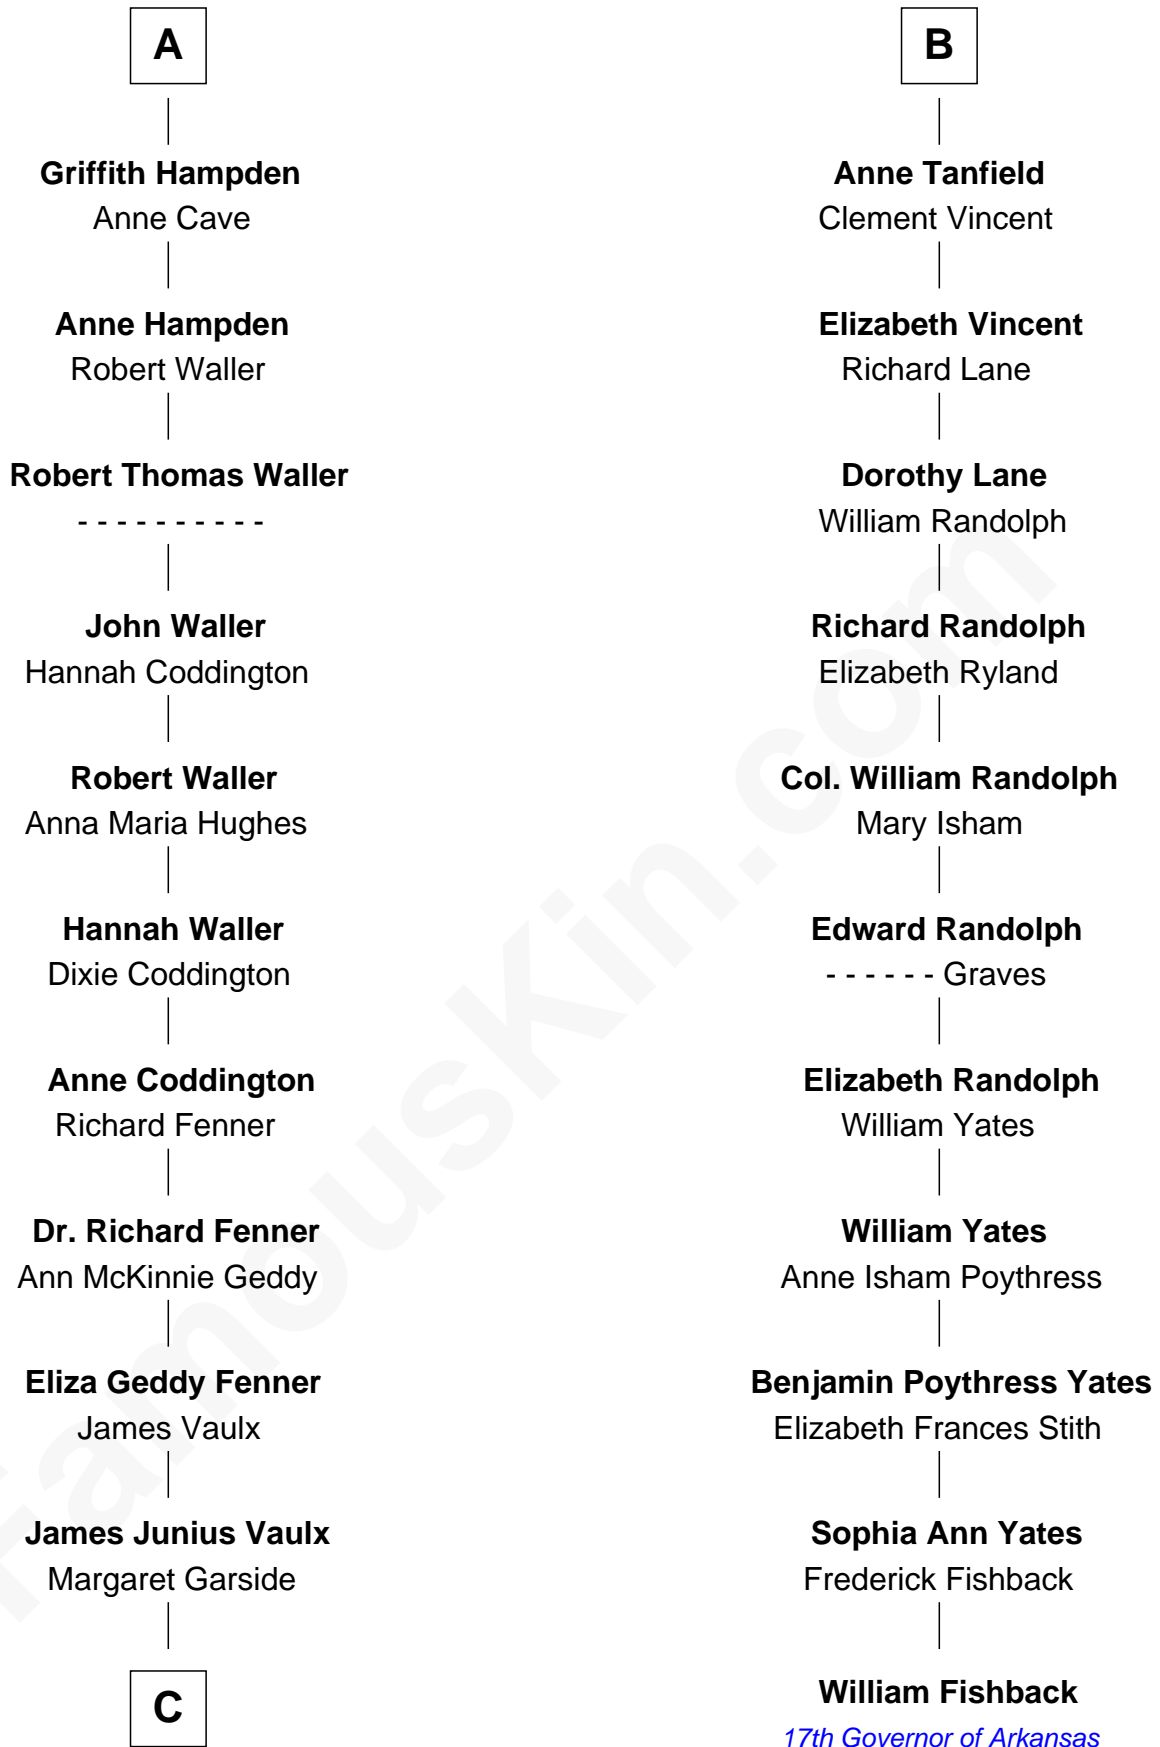 A
Griffith Hampden
Anne Cave
Anne Hampden
Robert Waller
Robert Thomas Waller
- - - - - - - - - -
John Waller
Hannah Coddington
Robert Waller
Anna Maria Hughes
Hannah Waller
Dixie Coddington
Anne Coddington
Richard Fenner
Dr. Richard Fenner
Ann McKinnie Geddy
Eliza Geddy Fenner
James Vaulx
James Junius Vaulx
Margaret Garside
C
B
Anne Tanfield
Clement Vincent
Elizabeth Vincent
Richard Lane
Dorothy Lane
William Randolph
Richard Randolph
Elizabeth Ryland
Col. William Randolph
Mary Isham
Edward Randolph
- - - - - - Graves
Elizabeth Randolph
William Yates
William Yates
Anne Isham Poythress
Benjamin Poythress Yates
Elizabeth Frances Stith
Sophia Ann Yates
Frederick Fishback
William Fishback
17th Governor of Arkansas
FamousKin.com